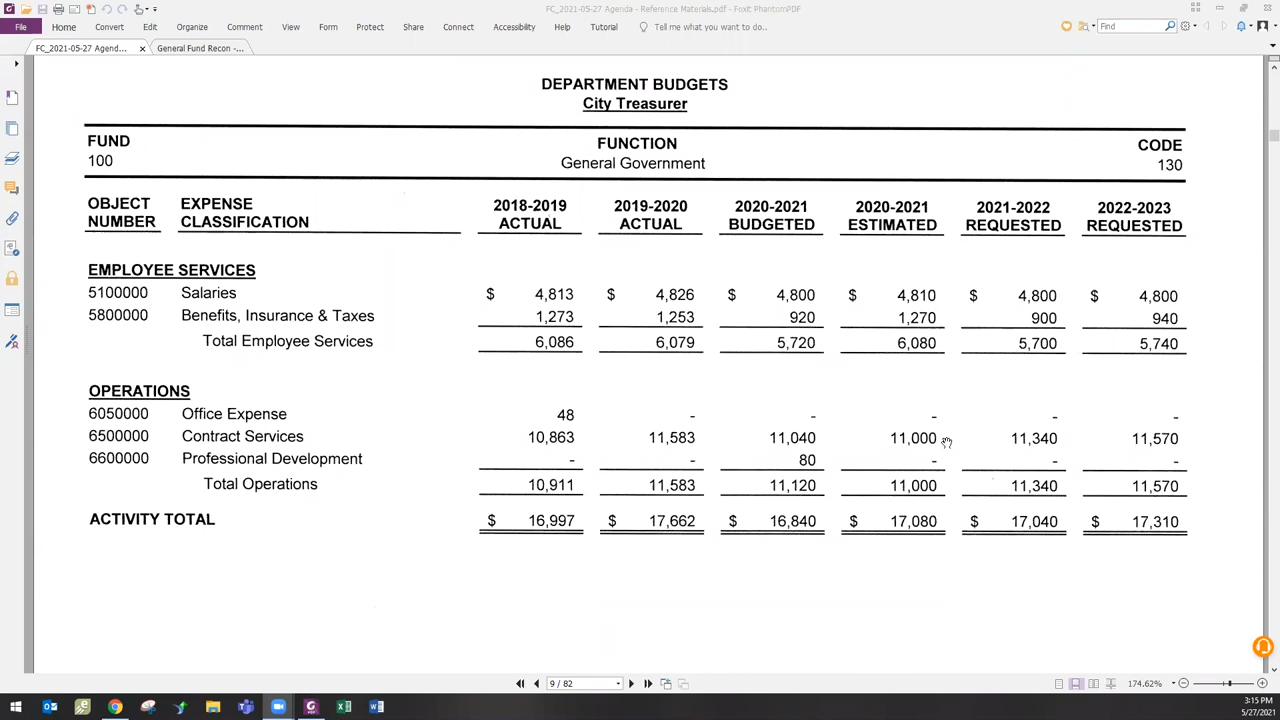 FC_2021-05-27 Agenda - Reference Materials.pdf - Foxit PhantomPDF
File Home Convert Edit Organize Comment View Form Protect Share Connect Accessibility Help Tutorial Tell me what you want to do.. Find
FC_2021-05-27 Agend... General Fund Recon -...
DEPARTMENT BUDGETS
City Treasurer
FUND FUNCTION CODE
100 General Government 130
OBJECT EXPENSE 2018-2019 2019-2020 2020-2021 2020-2021 2021-2022 2022-2023
NUMBER CLASSIFICATION ACTUAL ACTUAL BUDGETED ESTIMATED REQUESTED REQUESTED
EMPLOYEE SERVICES
5100000 Salaries $ 4,813 $ 4,826 $ 4,800 $ 4,810 $ 4,800 $ 4,800
5800000 Benefits, Insurance & Taxes 1,273 1,253 920 1,270 900 940
Total Employee Services 6,086 6,079 5,720 6,080 5,700 5,740
OPERATIONS
6050000 Office Expense 48 - - - - -
6500000 Contract Services 10,863 11,583 11,040 11,000 11,340 11,570
6600000 Professional Development - - 80 - - -
Total Operations 10,911 11,583 11,120 11,000 11,340 11,570
ACTIVITY TOTAL $ 16,997 $ 17,662 $ 16,840 $ 17,080 $ 17,040 $ 17,310
9 / 82 174.62%
3:15 PM
5/27/2021